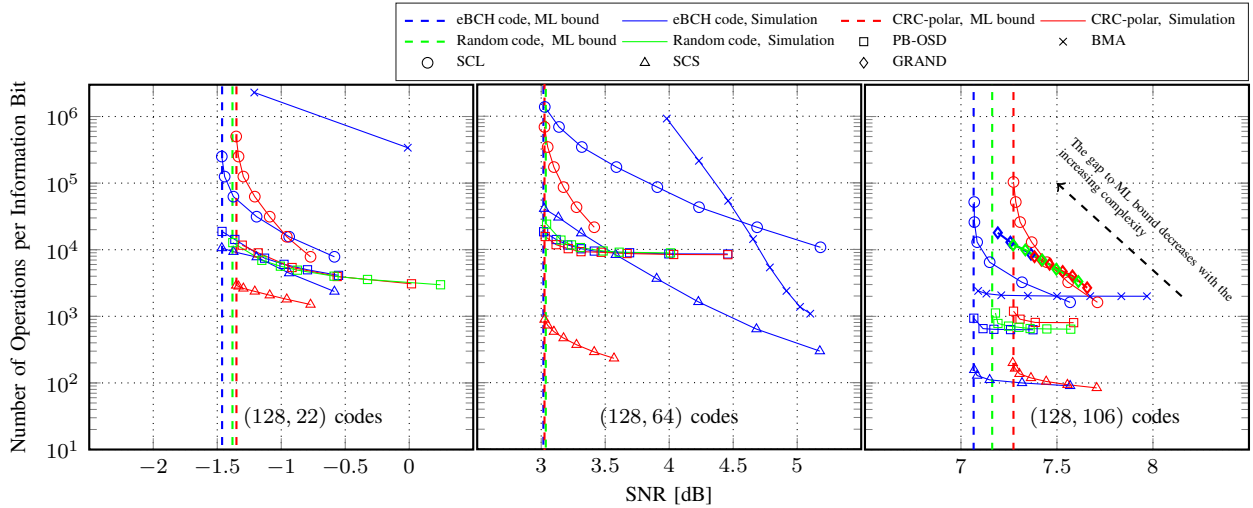 eBCH code, ML bound eBCH code, Simulation CRC-polar, ML bound CRC-polar, Simulation
Random code, ML bound Random code, Simulation PB-OSD BMA
SCL SCS GRAND
Number of Operations per Information Bit
10^6
10^5
10^4
10^3
10^2
10^1
(128, 22) codes
(128, 64) codes
(128, 106) codes
The gap to ML bound decreases with the
increasing complexity
−2 −1.5 −1 −0.5 0
3 3.5 4 4.5 5
7 7.5 8
SNR [dB]